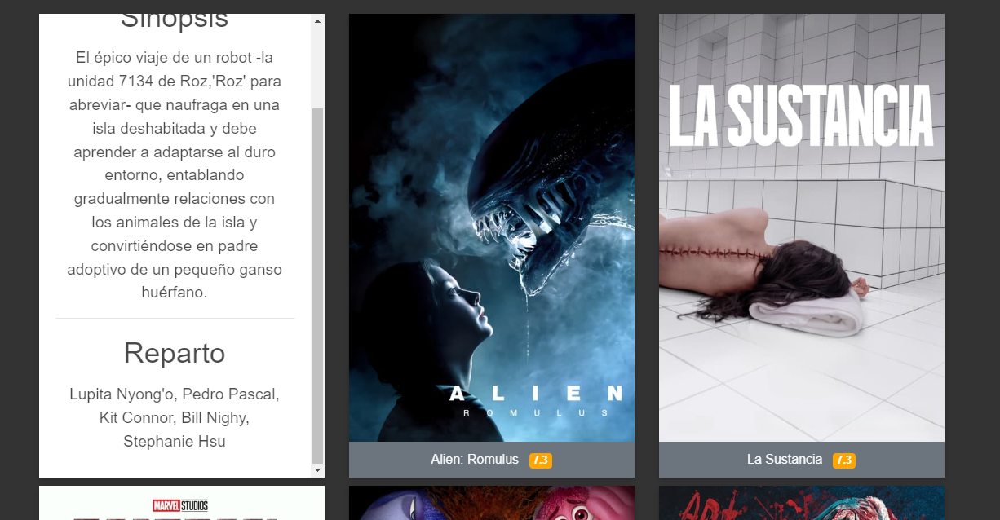 Sinopsis
El épico viaje de un robot -la
unidad 7134 de Roz,'Roz' para
abreviar- que naufraga en una
isla deshabitada y debe
aprender a adaptarse al duro
entorno, entablando
gradualmente relaciones con
los animales de la isla y
convirtiéndose en padre
adoptivo de un pequeño ganso
huérfano.
Reparto
Lupita Nyong'o, Pedro Pascal,
Kit Connor, Bill Nighy,
Stephanie Hsu
ALIEN
ROMULUS
Alien: Romulus 7.3
LA SUSTANCIA
La Sustancia 7.3
MARVEL STUDIOS